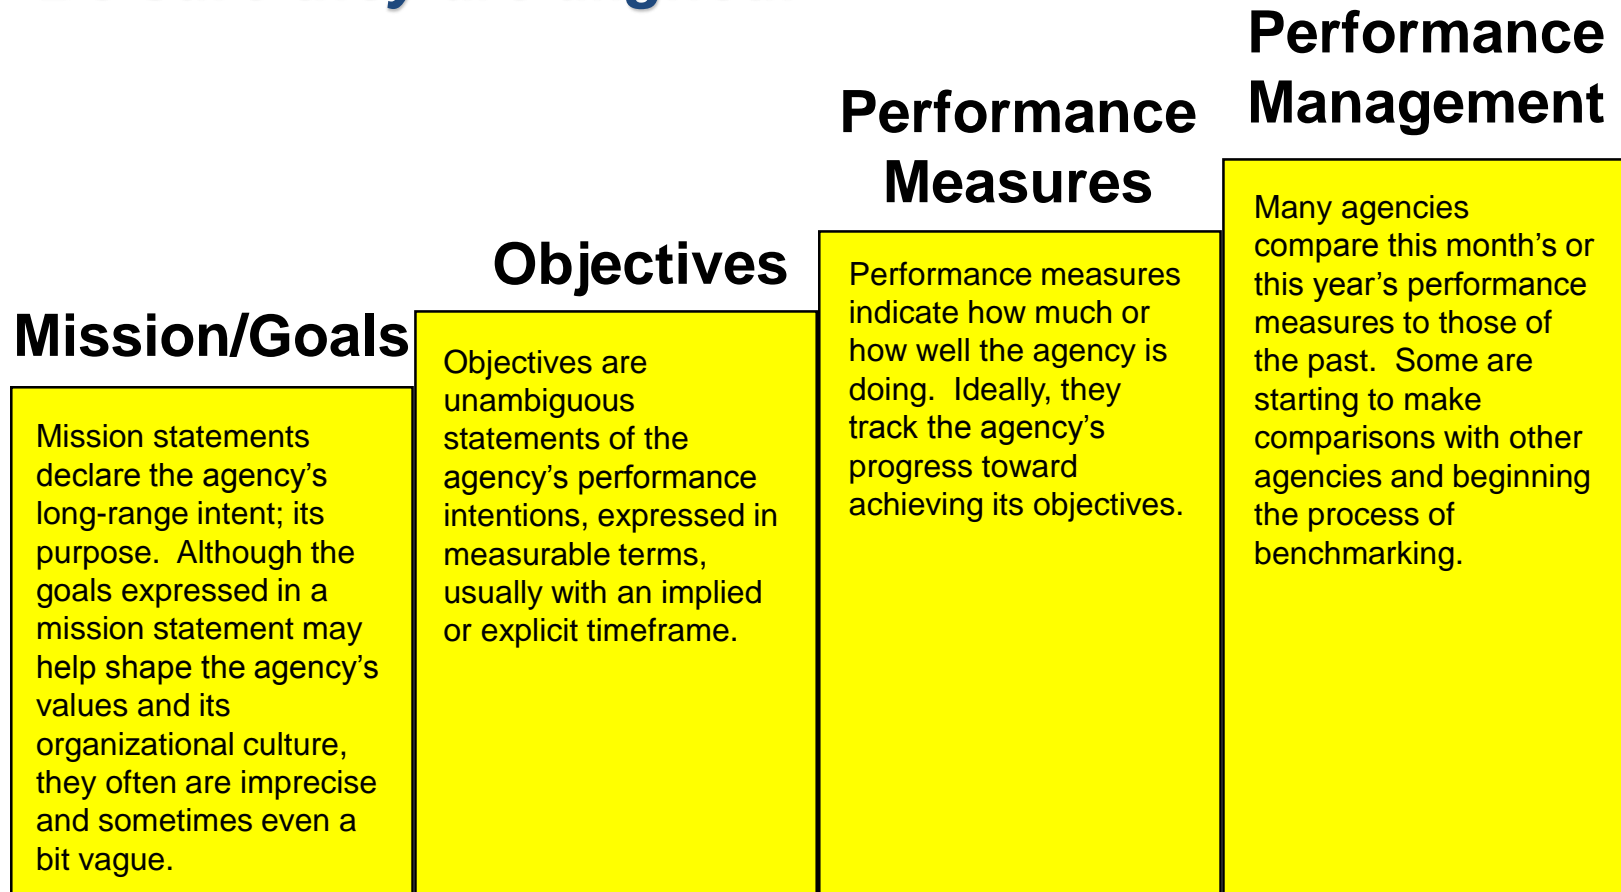 Mission/Goals
Mission statements
declare the agency’s
long-range intent; its
purpose.  Although the
goals expressed in a
mission statement may
help shape the agency’s
values and its
organizational culture,
they often are imprecise
and sometimes even a
bit vague.
Objectives
Objectives are
unambiguous
statements of the
agency’s performance
intentions, expressed in
measurable terms,
usually with an implied
or explicit timeframe.
Performance
Measures
Performance measures
indicate how much or
how well the agency is
doing.  Ideally, they
track the agency’s
progress toward
achieving its objectives.
Performance
Management
Many agencies
compare this month’s or
this year’s performance
measures to those of
the past.  Some are
starting to make
comparisons with other
agencies and beginning
the process of
benchmarking.